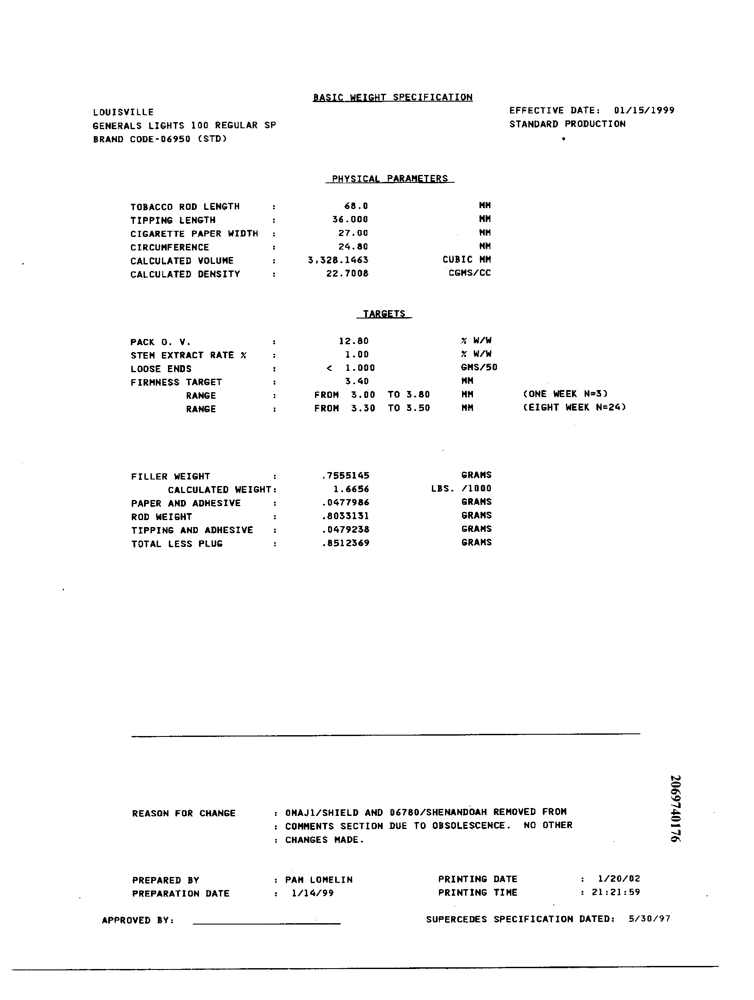 BASIC WEIGHT SPECIFICATION
LOUISVILLE EFFECTIVE DATE: 01/15/1999
GENERALS LIGHTS 100 REGULAR SP STANDARD PRODUCTION
BRAND CODE-06950 (STD)
PHYSICAL PARAMETERS
TOBACCO ROD LENGTH : 68.0 MM
TIPPING LENGTH : 36.000 MM
CIGARETTE PAPER WIDTH : 27.00 MM
CIRCUMFERENCE : 24.80 MM
CALCULATED VOLUME : 3,328.1463 CUBIC MM
CALCULATED DENSITY : 22.7008 CGMS/CC
TARGETS
PACK O. V. : 12.80 % W/W
STEM EXTRACT RATE % : 1.00 % W/W
LOOSE ENDS : < 1.000 GMS/50
FIRMNESS TARGET : 3.40 MM
RANGE : FROM 3.00 TO 3.80 MM (ONE WEEK N=3)
RANGE : FROM 3.30 TO 3.50 MM (EIGHT WEEK N=24)
FILLER WEIGHT : .7555145 GRAMS
CALCULATED WEIGHT: 1.6656 LBS. /1000
PAPER AND ADHESIVE : .0477986 GRAMS
ROD WEIGHT : .8033131 GRAMS
TIPPING AND ADHESIVE : .0479238 GRAMS
TOTAL LESS PLUG : .8512369 GRAMS
REASON FOR CHANGE : OMAJ1/SHIELD AND 06780/SHENANDOAH REMOVED FROM
: COMMENTS SECTION DUE TO OBSOLESCENCE. NO OTHER
: CHANGES MADE.
2069740176
PREPARED BY : PAM LOMELIN PRINTING DATE : 1/20/02
PREPARATION DATE : 1/14/99 PRINTING TIME : 21:21:59
APPROVED BY: SUPERCEDES SPECIFICATION DATED: 5/30/97